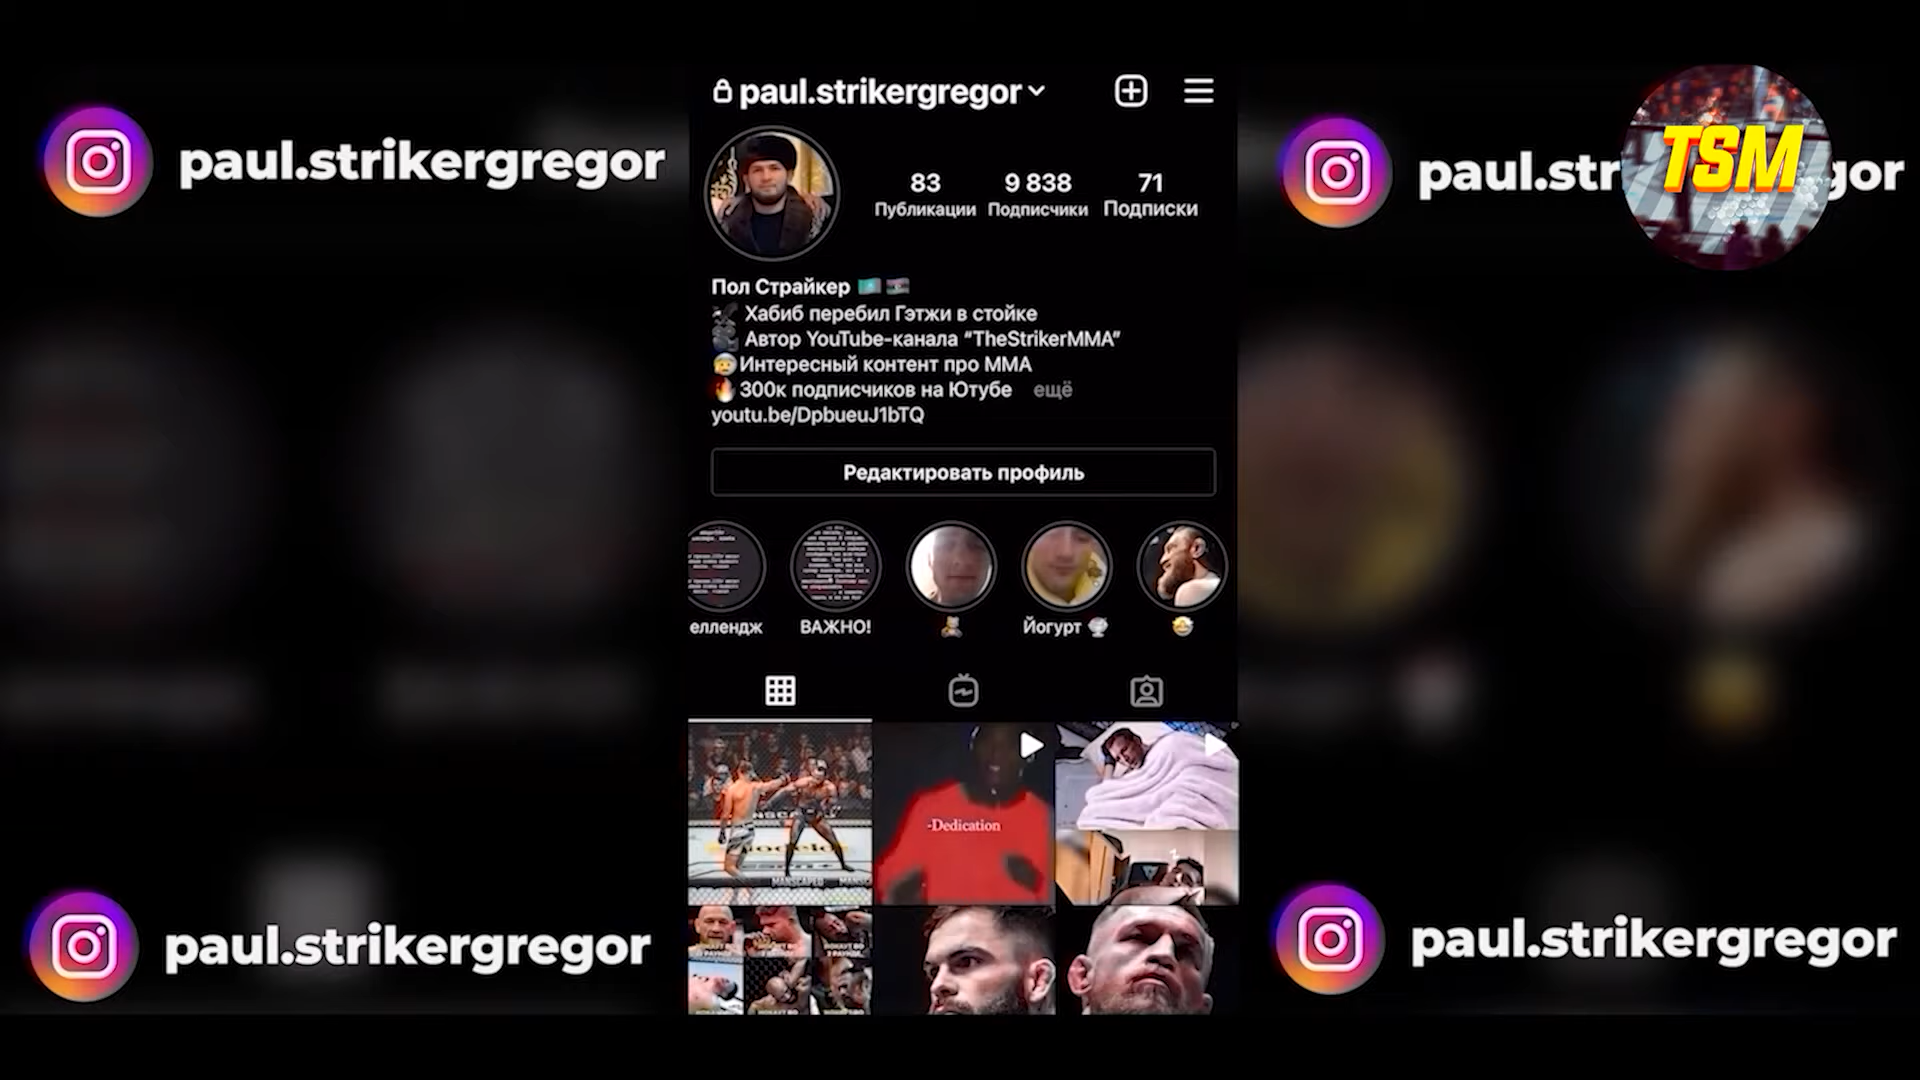 paul.strikergregor
paul.strikergregor
paul.str
gor
TSM
83
9 838
71
Публикации
Подписчики
Подписки
Пол Страйкер
Хабиб перебил Гэтжи в стойке
Автор YouTube-канала “TheStrikerMMA”
Интересный контент про ММА
300к подписчиков на Ютубе ещё
youtu.be/DpbueuJ1bTQ
Редактировать профиль
еллендж
ВАЖНО!
Йогурт
-Dedication
modelo
MANSCAPED
paul.strikergregor
paul.strikergregor